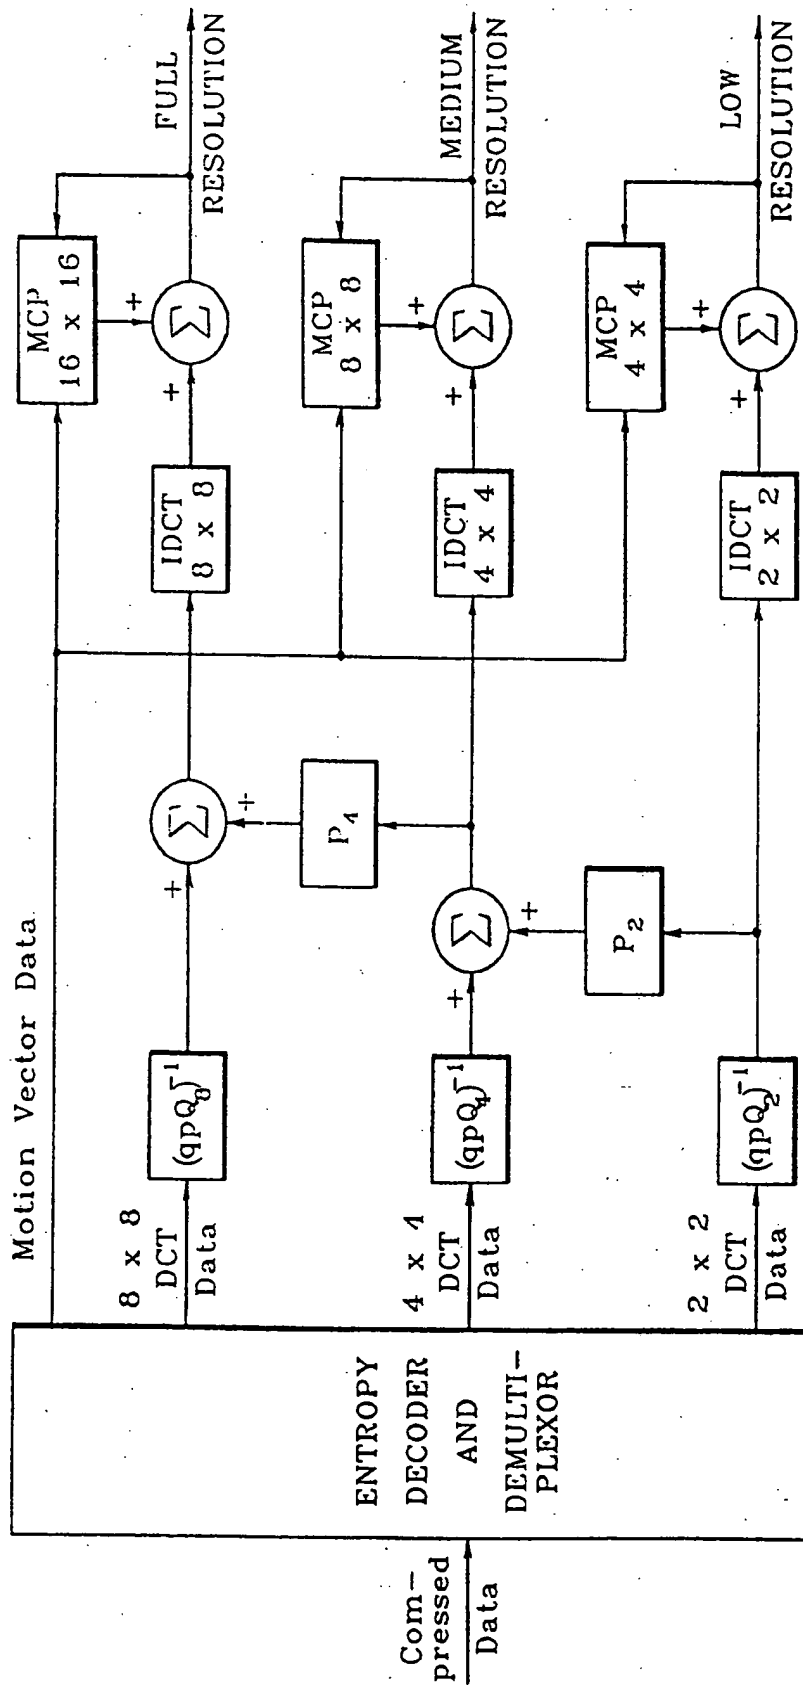 Com-
pressed
Data
ENTROPY
DECODER
AND
DEMULTI-
PLEXOR
Motion Vector Data
8 x 8
DCT
Data
(qpQ₈)⁻¹
+
Σ
+
P₄
IDCT
8 x 8
+
Σ
+
MCP
16 x 16
FULL
RESOLUTION
4 x 4
DCT
Data
(qpQ₄)⁻¹
+
Σ
+
P₂
IDCT
4 x 4
+
Σ
+
MCP
8 x 8
MEDIUM
RESOLUTION
2 x 2
DCT
Data
(qpQ₂)⁻¹
IDCT
2 x 2
+
Σ
+
MCP
4 x 4
LOW
RESOLUTION